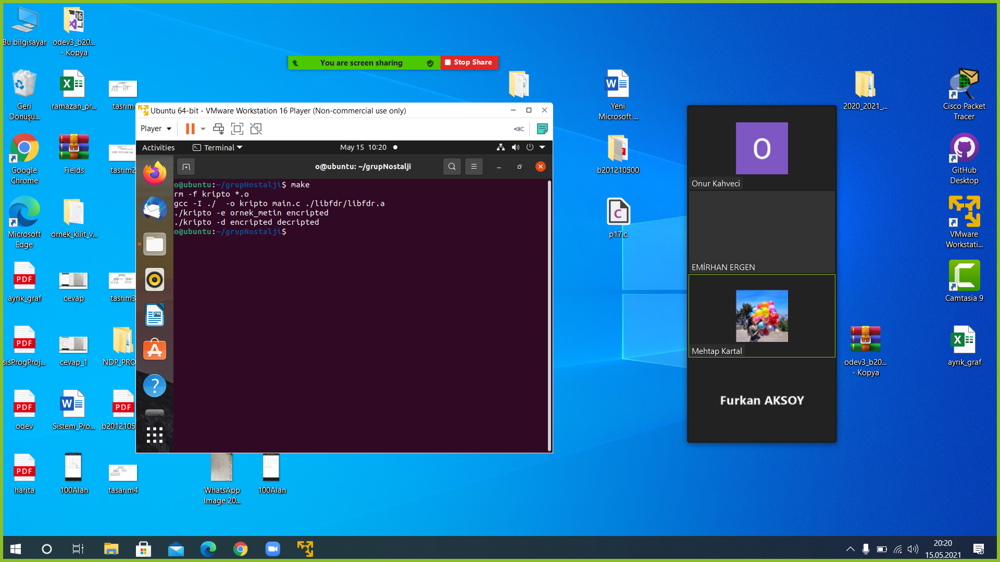 Bu bilgisayar
odev3_b20...
- Kopya
You are screen sharing
Stop Share
Geri
Dönüşü...
ramazan_pr...
tasrım
Yeni
Microsoft ...
2020_2021_...
Cisco Packet
Tracer
Ubuntu 64-bit - VMware Workstation 16 Player (Non-commercial use only)
Player
Activities
Terminal
May 15 10:20
o@ubuntu: ~/grupNostalji
o@ubuntu:~/grupNostalji$ make
rm -f kripto *.o
gcc -I ./  -o kripto main.c ./libfdr/libfdr.a
./kripto -e ornek_metin encripted
./kripto -d encripted decripted
o@ubuntu:~/grupNostalji$
Google
Chrome
Fields
tasrım2
b201210500
O
Onur Kahveci
GitHub
Desktop
Microsoft
Edge
ornek_kilit_v...
C
p17.c
EMİRHAN ERGEN
VMware
Workstati...
PDF
ayrık_graf
cevap
tasrım3
Mehtap Kartal
Camtasia 9
PDF
sisProgProj...
cevap_1
NDP_PRO
Furkan AKSOY
odev3_b20...
- Kopya
ayrık_graf
PDF
odev
Sistem_Pro...
PDF
b2012105
PDF
harita
100Alan
tasarım4
WhatsApp
Image 20...
100Alan
20:20
15.05.2021